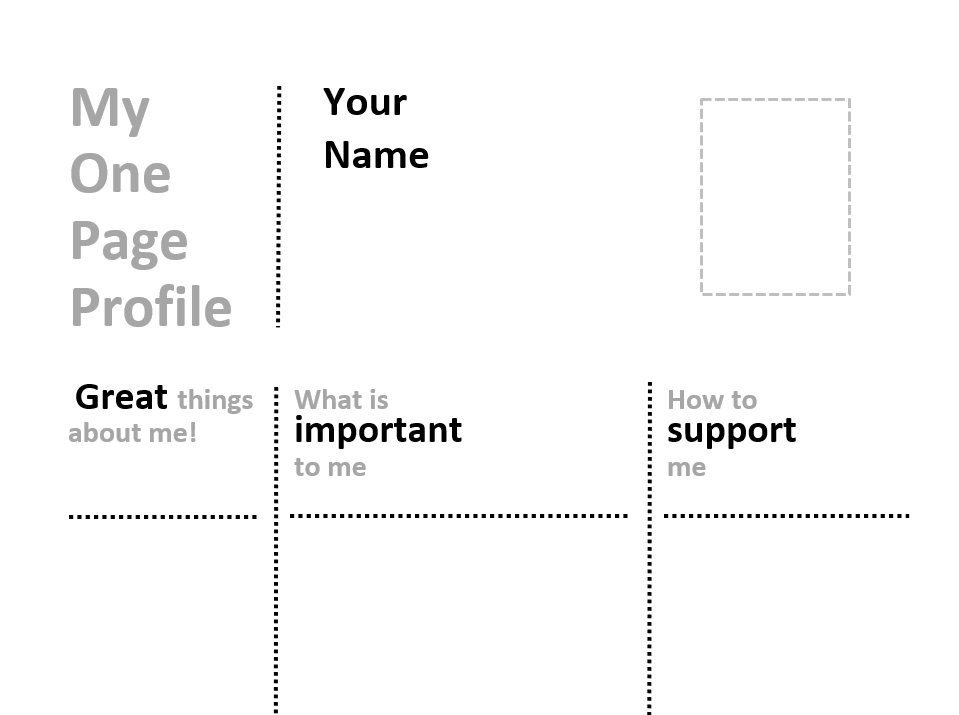 My
One
Page
Profile
Your
Name
Great things
about me!
What is
important
to me
How to
support
me